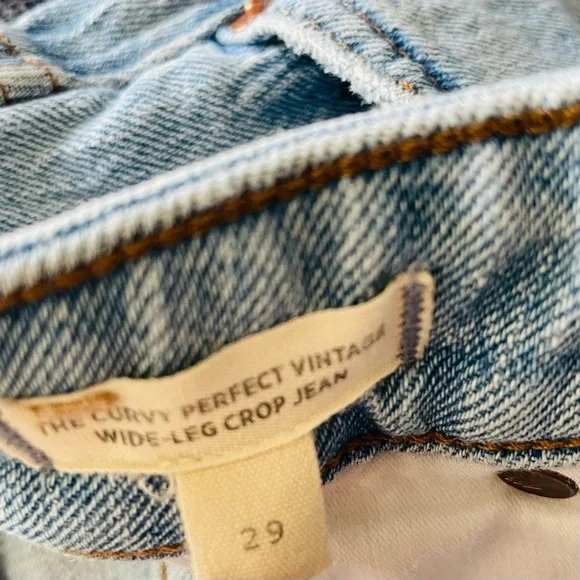 THE CURVY PERFECT VINTAGE
WIDE-LEG CROP JEAN
29